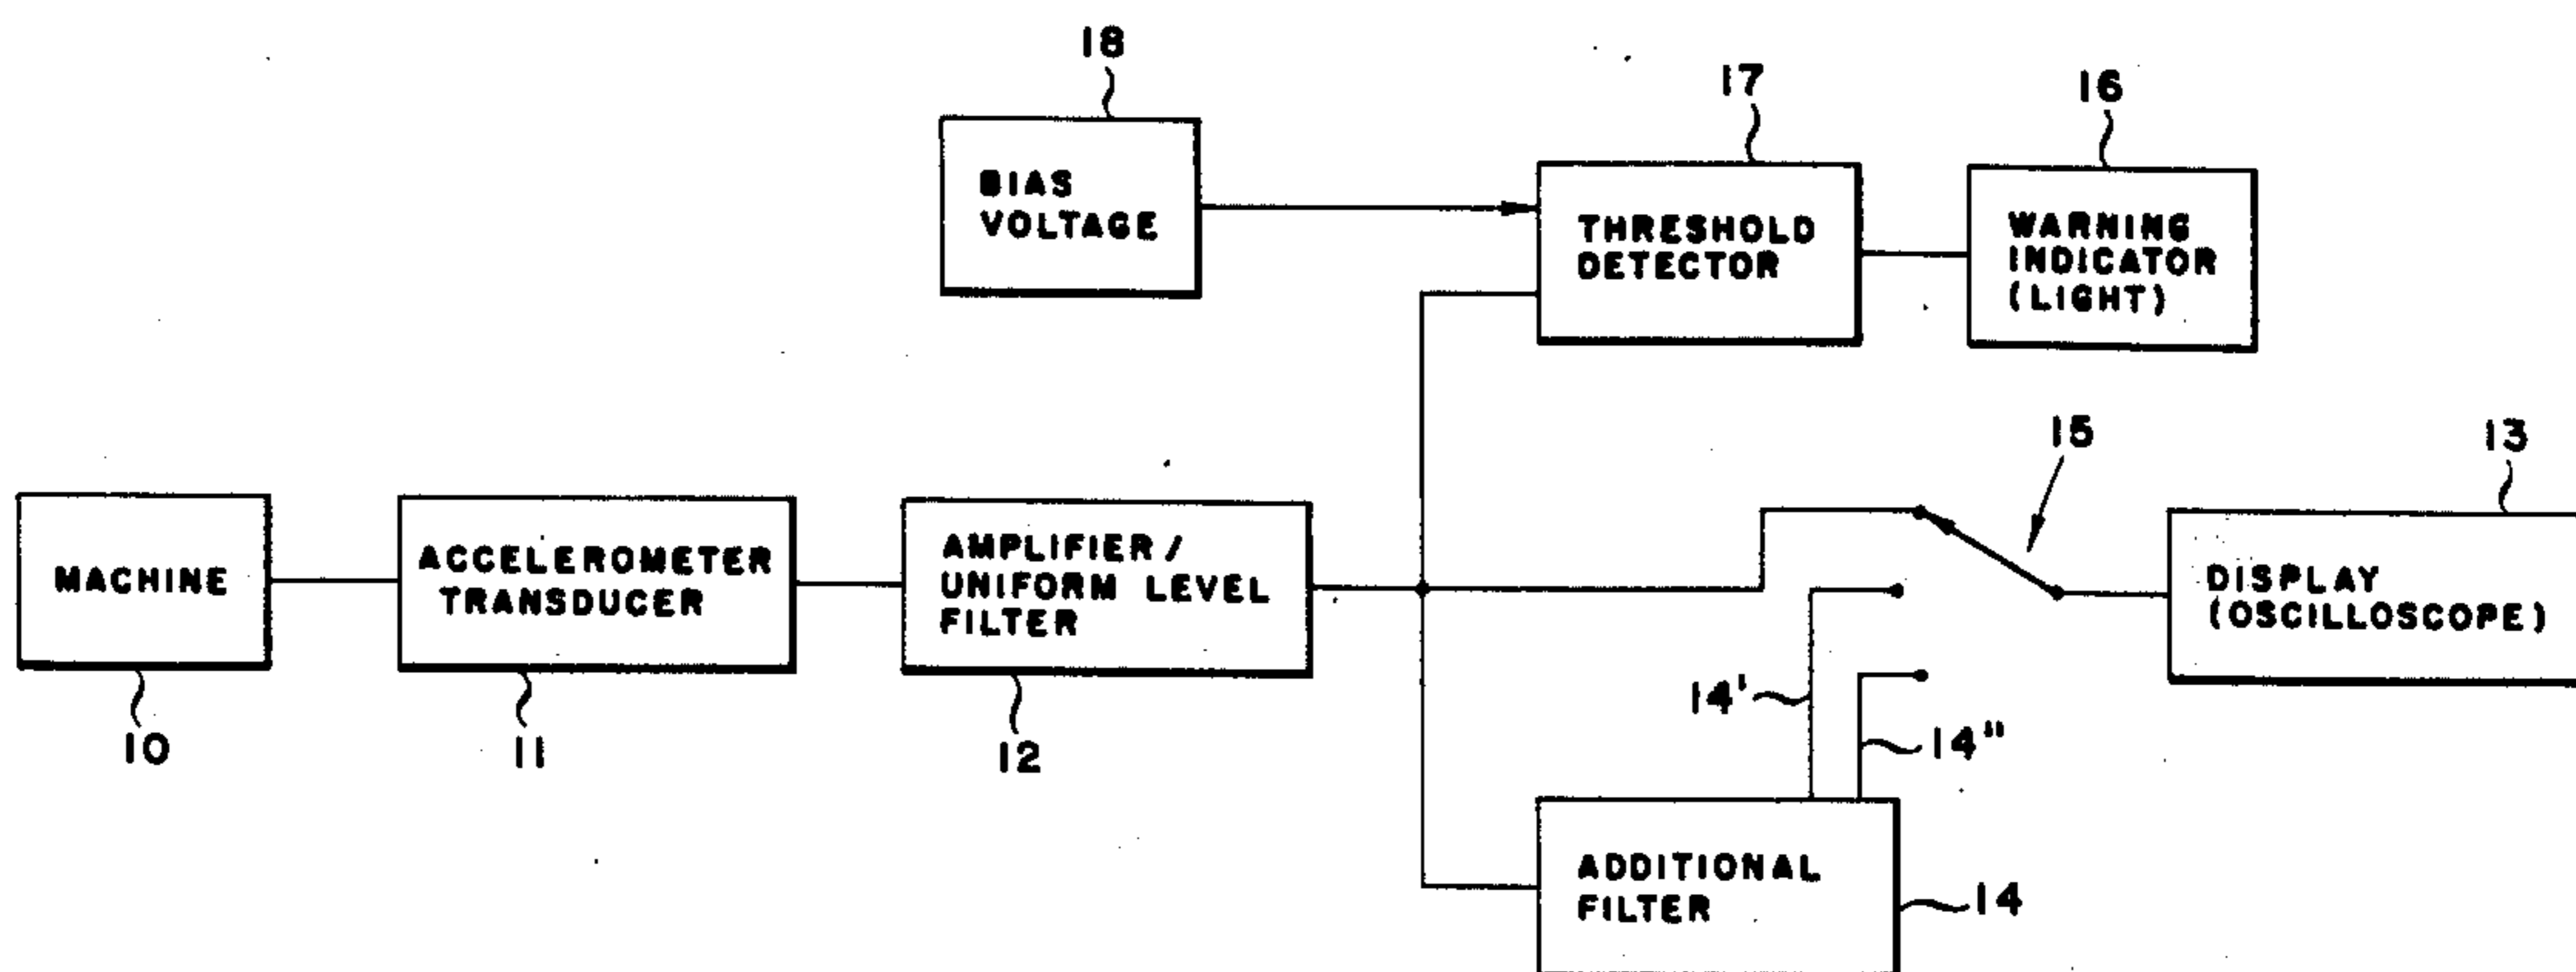 18
17
16
BIAS
VOLTAGE
THRESHOLD
DETECTOR
WARNING
INDICATOR
(LIGHT)
15
13
MACHINE
ACCELEROMETER
TRANSDUCER
AMPLIFIER/
UNIFORM LEVEL
FILTER
DISPLAY
(OSCILLOSCOPE)
10
11
12
14'
14"
ADDITIONAL
FILTER
14